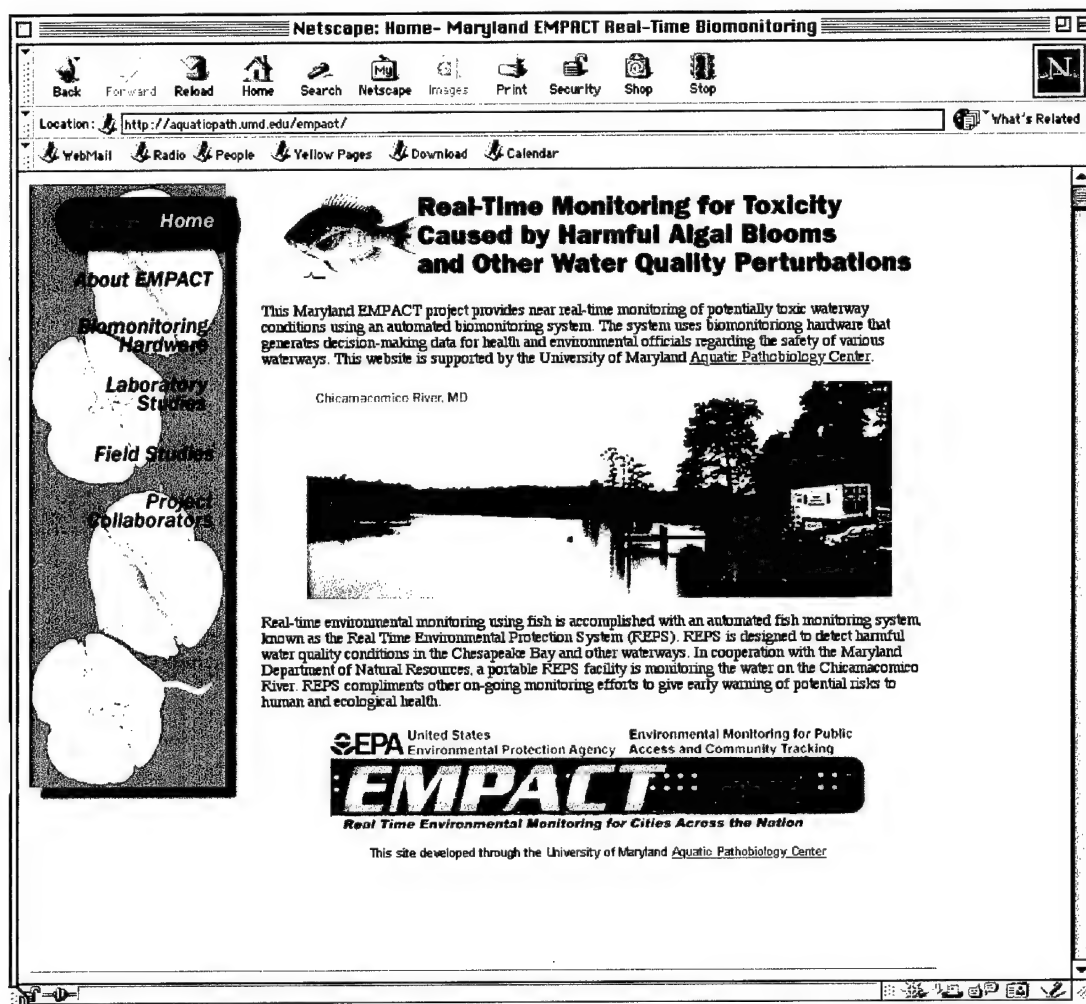 Netscape: Home- Maryland EMPACT Real-Time Biomonitoring
Back Forward Reload Home Search Netscape Images Print Security Shop Stop
My
N
Location: http://aquaticpath.umd.edu/empact/ What's Related
WebMail Radio People Yellow Pages Download Calendar
Home
About EMPACT
Biomonitoring
Hardware
Laboratory
Studies
Field Studies
Project
Collaborators
Real-Time Monitoring for Toxicity
Caused by Harmful Algal Blooms
and Other Water Quality Perturbations
This Maryland EMPACT project provides near real-time monitoring of potentially toxic waterway
conditions using an automated biomonitoring system. The system uses biomonitoriong hardware that
generates decision-making data for health and environmental officials regarding the safety of various
waterways. This website is supported by the University of Maryland Aquatic Pathobiology Center.
Chicamacomico River, MD
Real-time environmental monitoring using fish is accomplished with an automated fish monitoring system,
known as the Real Time Environmental Protection System (REPS). REPS is designed to detect harmful
water quality conditions in the Chesapeake Bay and other waterways. In cooperation with the Maryland
Department of Natural Resources, a portable REPS facility is monitoring the water on the Chicamacomico
River. REPS compliments other on-going monitoring efforts to give early warning of potential risks to
human and ecological health.
EPA United States
Environmental Protection Agency
Environmental Monitoring for Public
Access and Community Tracking
EMPACT
Real Time Environmental Monitoring for Cities Across the Nation
This site developed through the University of Maryland Aquatic Pathobiology Center